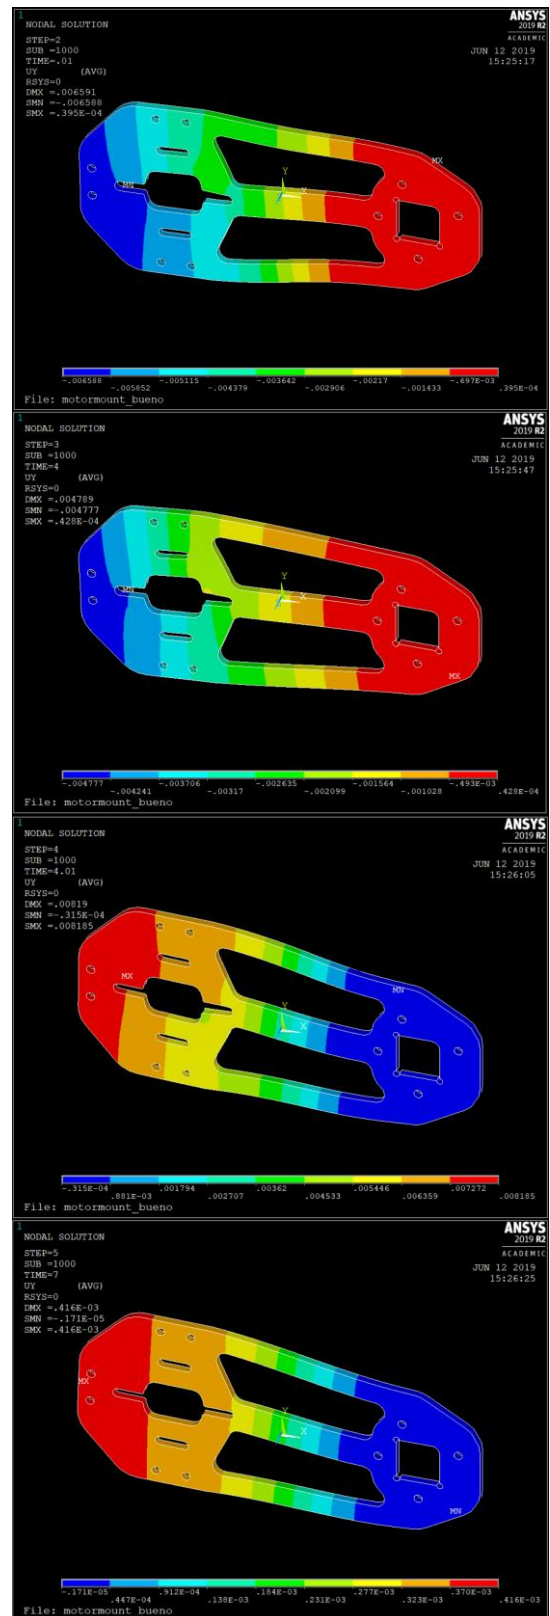 1
NODAL SOLUTION
STEP=2
SUB =1000
TIME=.01
UY (AVG)
RSYS=0
DMX =.006591
SMN =-.006588
SMX =.395E-04
ANSYS
2019 R2
ACADEMIC
JUN 12 2019
15:25:17
MX
MN
Y
X
-.006588 -.005115 -.003642 -.00217 -.697E-03
-.005852 -.004379 -.002906 -.001433 .395E-04
File: motormount_bueno
1
NODAL SOLUTION
STEP=3
SUB =1000
TIME=4
UY (AVG)
RSYS=0
DMX =.004789
SMN =-.004777
SMX =.428E-04
ANSYS
2019 R2
ACADEMIC
JUN 12 2019
15:25:47
Y
MN
X
MX
-.004777 -.003706 -.002635 -.001564 -.493E-03
-.004241 -.00317 -.002099 -.001028 .428E-04
File: motormount_bueno
1
NODAL SOLUTION
STEP=4
SUB =1000
TIME=4.01
UY (AVG)
RSYS=0
DMX =.00819
SMN =-.315E-04
SMX =.008185
ANSYS
2019 R2
ACADEMIC
JUN 12 2019
15:26:05
MX
MN
Y
X
-.315E-04 .001794 .00362 .005446 .007272
.881E-03 .002707 .004533 .006359 .008185
File: motormount_bueno
1
NODAL SOLUTION
STEP=5
SUB =1000
TIME=7
UY (AVG)
RSYS=0
DMX =.416E-03
SMN =-.171E-05
SMX =.416E-03
ANSYS
2019 R2
ACADEMIC
JUN 12 2019
15:26:25
MX
Y
X
MN
-.171E-05 .912E-04 .184E-03 .277E-03 .370E-03
.447E-04 .138E-03 .231E-03 .323E-03 .416E-03
File: motormount_bueno